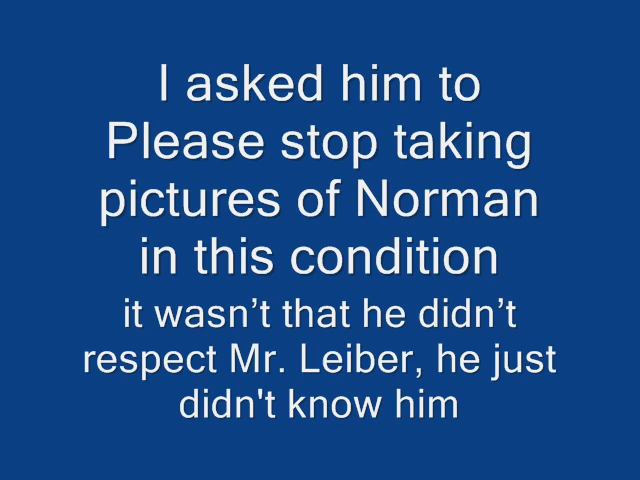 I asked him to
Please stop taking
pictures of Norman
in this condition
it wasn’t that he didn’t
respect Mr. Leiber, he just
didn't know him